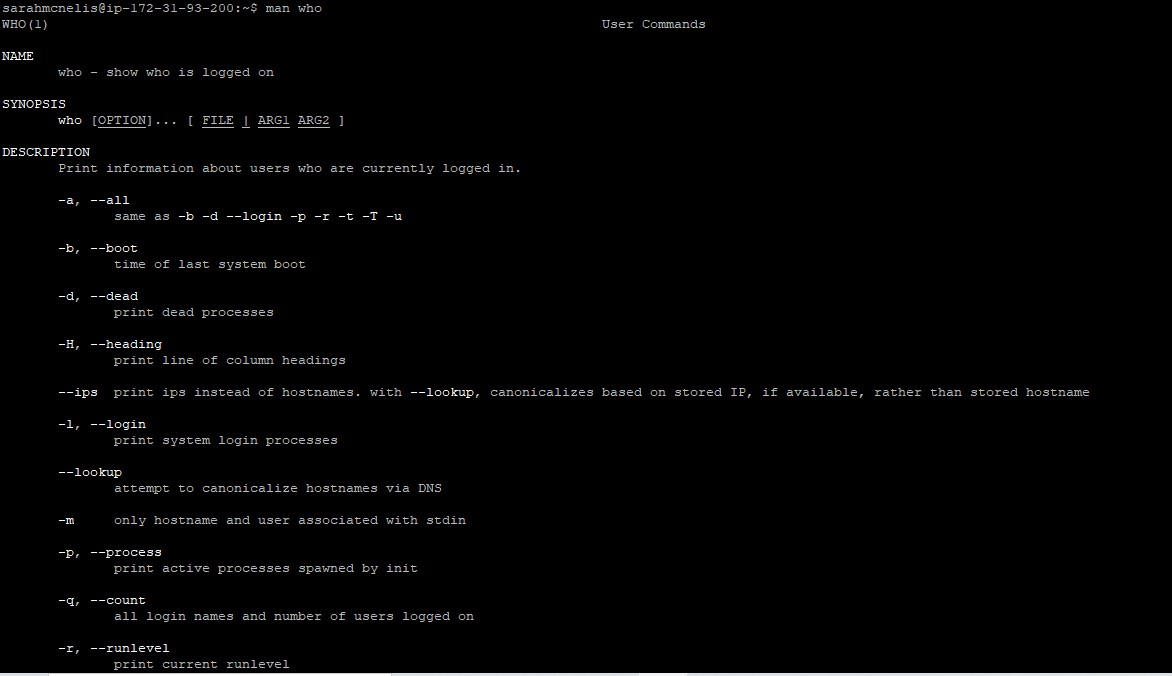 sarahmcnelis@ip-172-31-93-200:~$ man who
WHO(1) User Commands
NAME
who - show who is logged on
SYNOPSIS
who [OPTION]... [ FILE | ARG1 ARG2 ]
DESCRIPTION
Print information about users who are currently logged in.
-a, --all
same as -b -d --login -p -r -t -T -u
-b, --boot
time of last system boot
-d, --dead
print dead processes
-H, --heading
print line of column headings
--ips print ips instead of hostnames. with --lookup, canonicalizes based on stored IP, if available, rather than stored hostname
-l, --login
print system login processes
--lookup
attempt to canonicalize hostnames via DNS
-m only hostname and user associated with stdin
-p, --process
print active processes spawned by init
-q, --count
all login names and number of users logged on
-r, --runlevel
print current runlevel